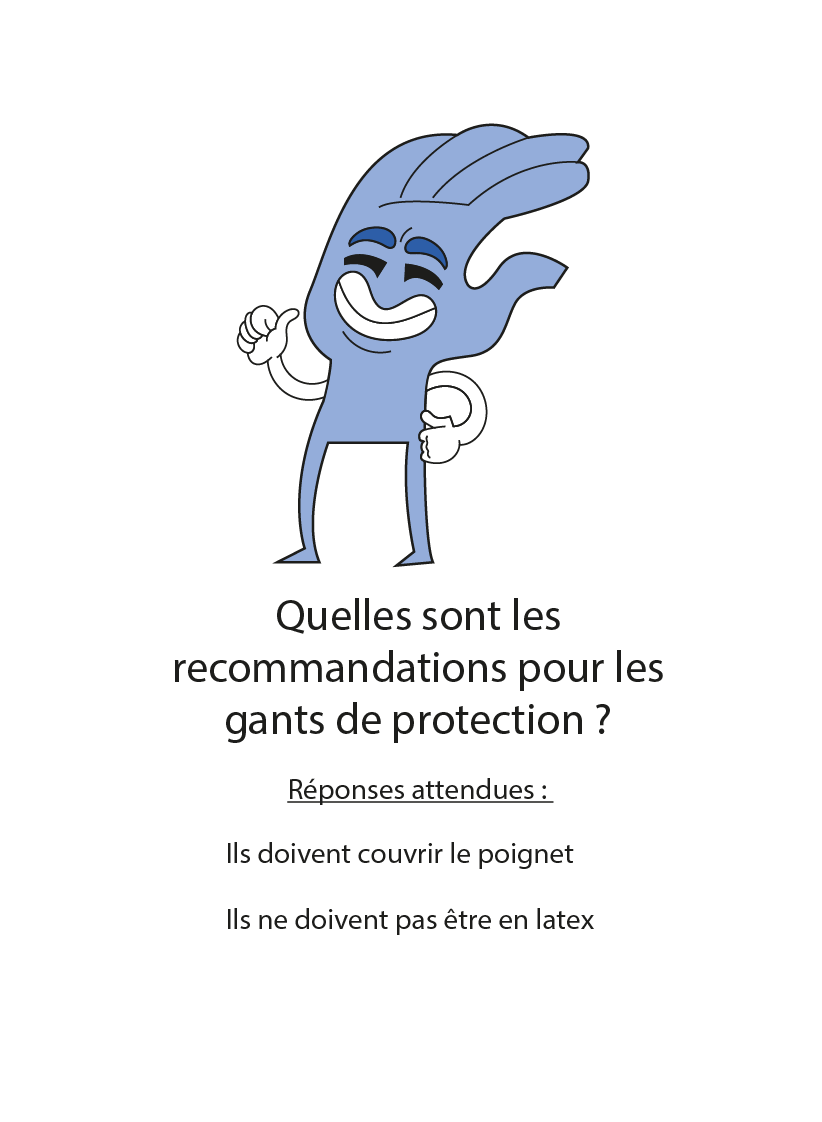 Quelles sont les
recommandations pour les
gants de protection ?
Réponses attendues :
Ils doivent couvrir le poignet
Ils ne doivent pas être en latex